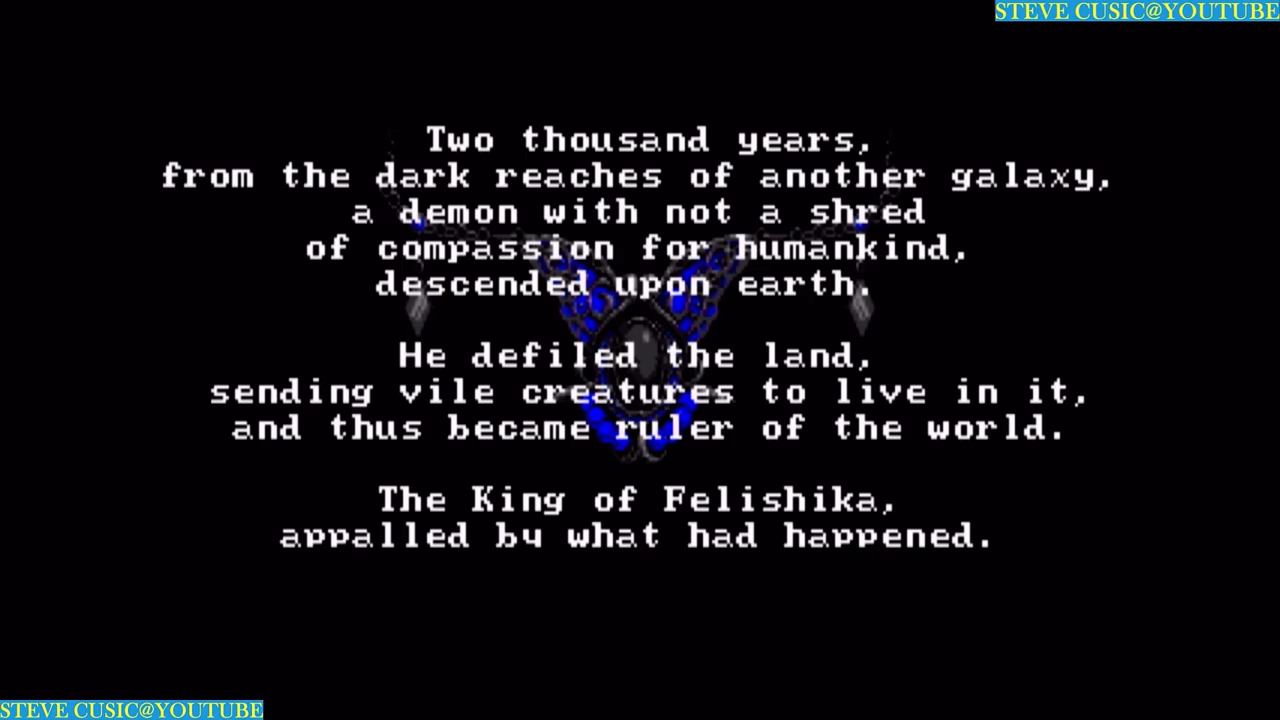 STEVE CUSIC@YOUTUBE
Two thousand years,
from the dark reaches of another galaxy,
a demon with not a shred
of compassion for humankind,
descended upon earth.
He defiled the land,
sending vile creatures to live in it,
and thus became ruler of the world.
The King of Felishika,
appalled by what had happened.
STEVE CUSIC@YOUTUBE